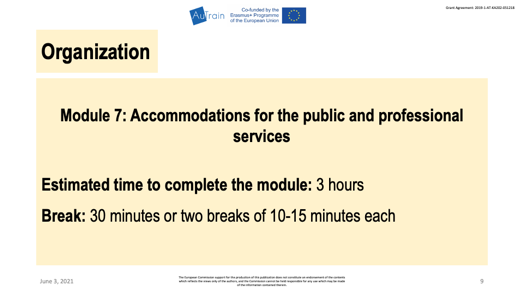 AuTrain
Co-funded by the
Erasmus+ Programme
of the European Union
Grant Agreement: 2019-1-AT-KA202-051218
Organization
Module 7: Accommodations for the public and professional
services
Estimated time to complete the module: 3 hours
Break: 30 minutes or two breaks of 10-15 minutes each
June 3, 2021
The European Commission support for the production of this publication does not constitute an endorsement of the contents
which reflects the views only of the authors, and the Commission cannot be held responsible for any use which may be made
of the information contained therein.
9